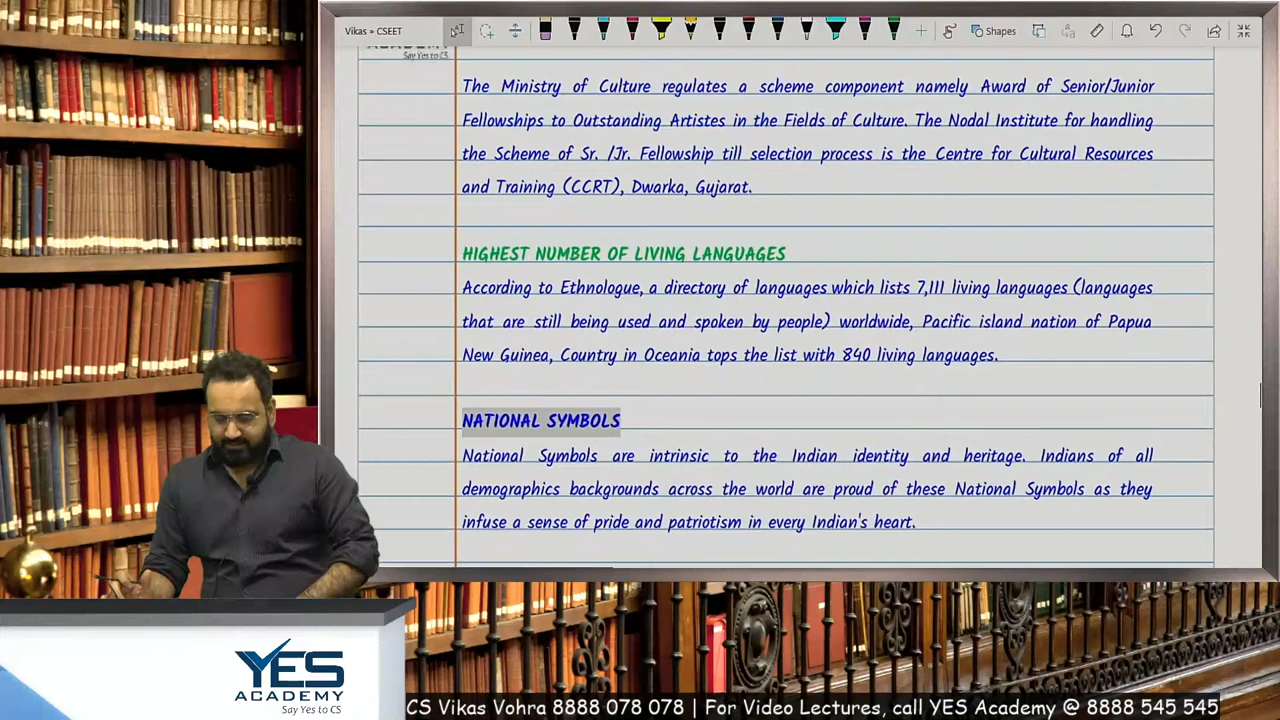 Vikas » CSEET
Shapes
Say Yes to CS
The Ministry of Culture regulates a scheme component namely Award of Senior/Junior
Fellowships to Outstanding Artistes in the Fields of Culture. The Nodal Institute for handling
the Scheme of Sr. /Jr. Fellowship till selection process is the Centre for Cultural Resources
and Training (CCRT), Dwarka, Gujarat.
HIGHEST NUMBER OF LIVING LANGUAGES
According to Ethnologue, a directory of languages which lists 7,111 living languages (languages
that are still being used and spoken by people) worldwide, Pacific island nation of Papua
New Guinea, Country in Oceania tops the list with 840 living languages.
NATIONAL SYMBOLS
National Symbols are intrinsic to the Indian identity and heritage. Indians of all
demographics backgrounds across the world are proud of these National Symbols as they
infuse a sense of pride and patriotism in every Indian's heart.
YES
ACADEMY
Say Yes to CS
CS Vikas Vohra 8888 078 078 | For Video Lectures, call YES Academy @ 8888 545 545